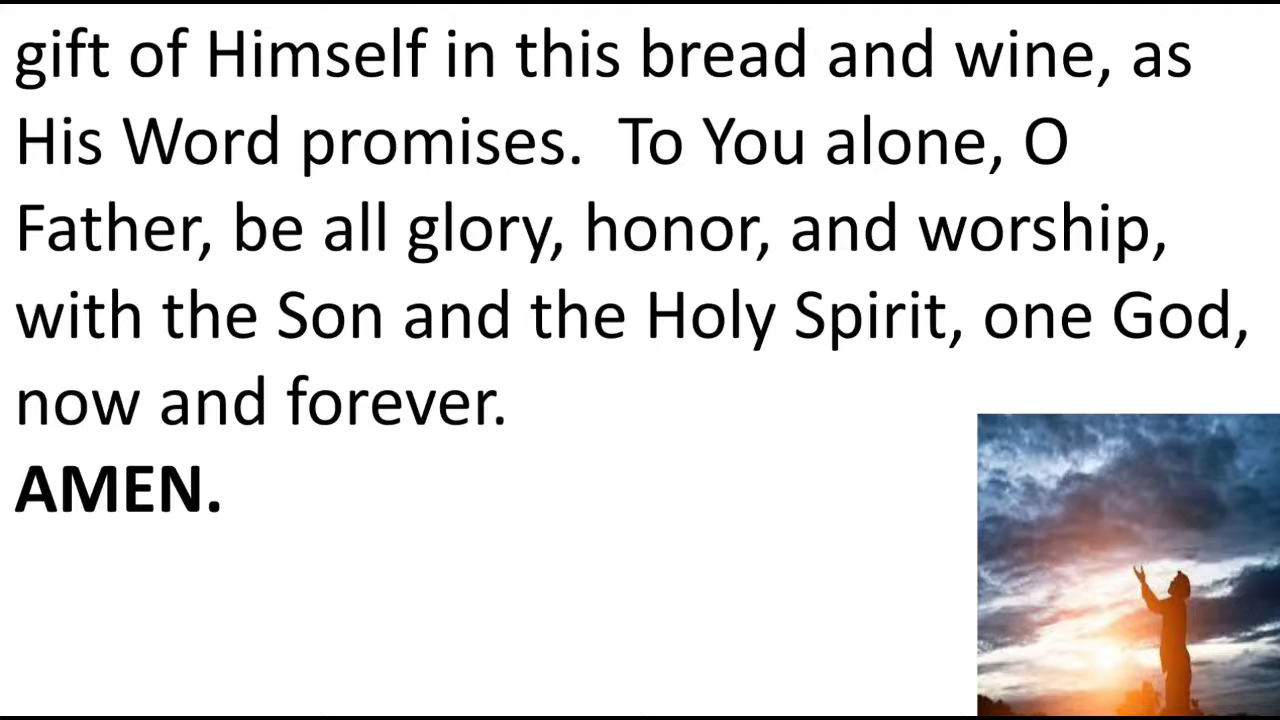 gift of Himself in this bread and wine, as
His Word promises.  To You alone, O
Father, be all glory, honor, and worship,
with the Son and the Holy Spirit, one God,
now and forever.
AMEN.